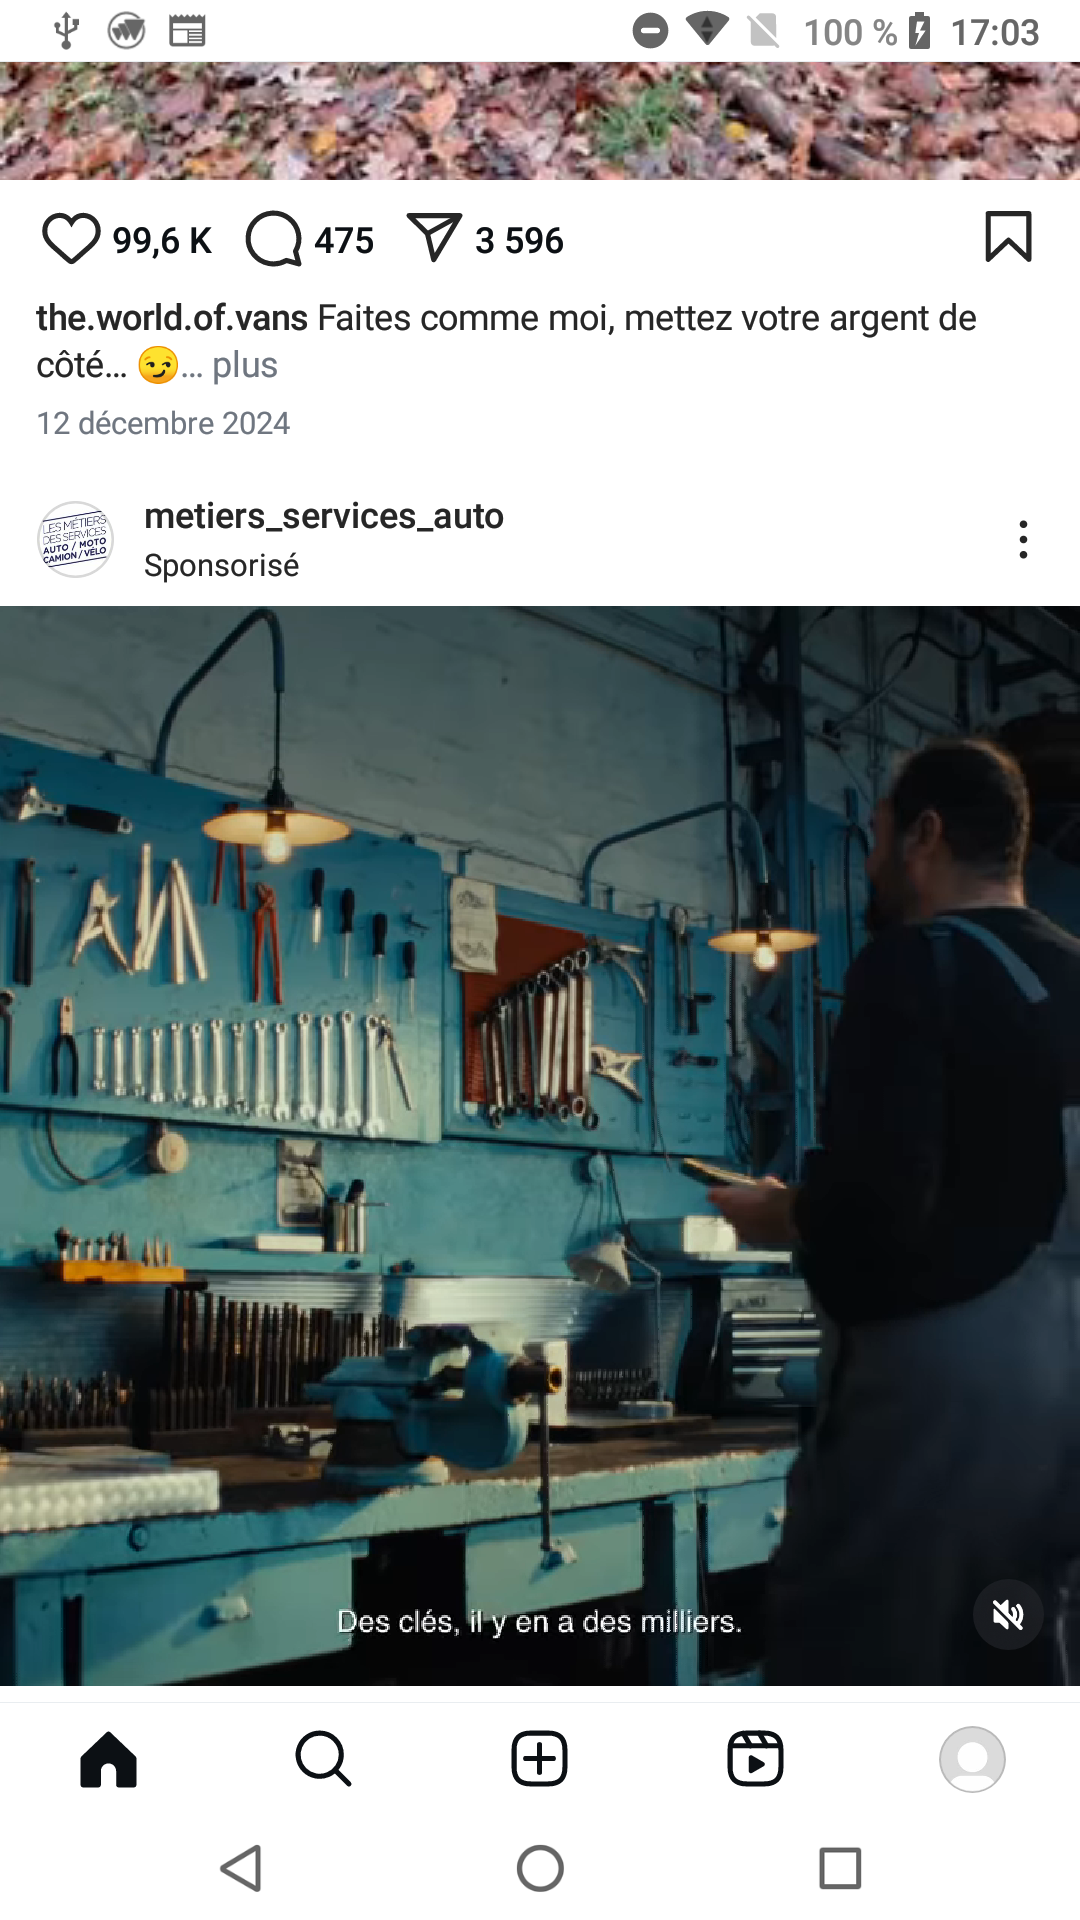 100 % 17:03
99,6 K 475 3 596
the.world.of.vans Faites comme moi, mettez votre argent de
côté... 😏... plus
12 décembre 2024
LES MÉTIERS
DES SERVICES
AUTO / MOTO
CAMION / VÉLO
metiers_services_auto
Sponsorisé
Des clés, il y en a des milliers.